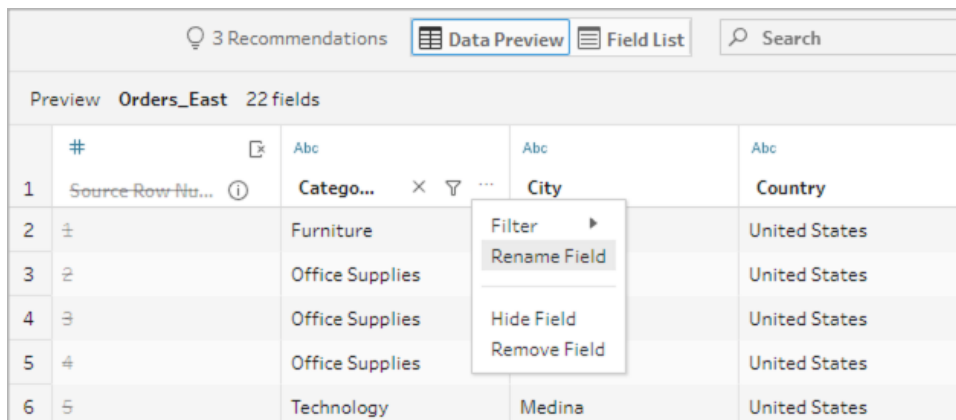 3 Recommendations Data Preview Field List Search
Preview Orders_East 22 fields
# Abc Abc Abc
1 Source Row Nu... Catego... City Country
2 1 Furniture United States
Filter
Rename Field
3 2 Office Supplies United States
4 3 Office Supplies United States
Hide Field
Remove Field
5 4 Office Supplies United States
6 5 Technology Medina United States